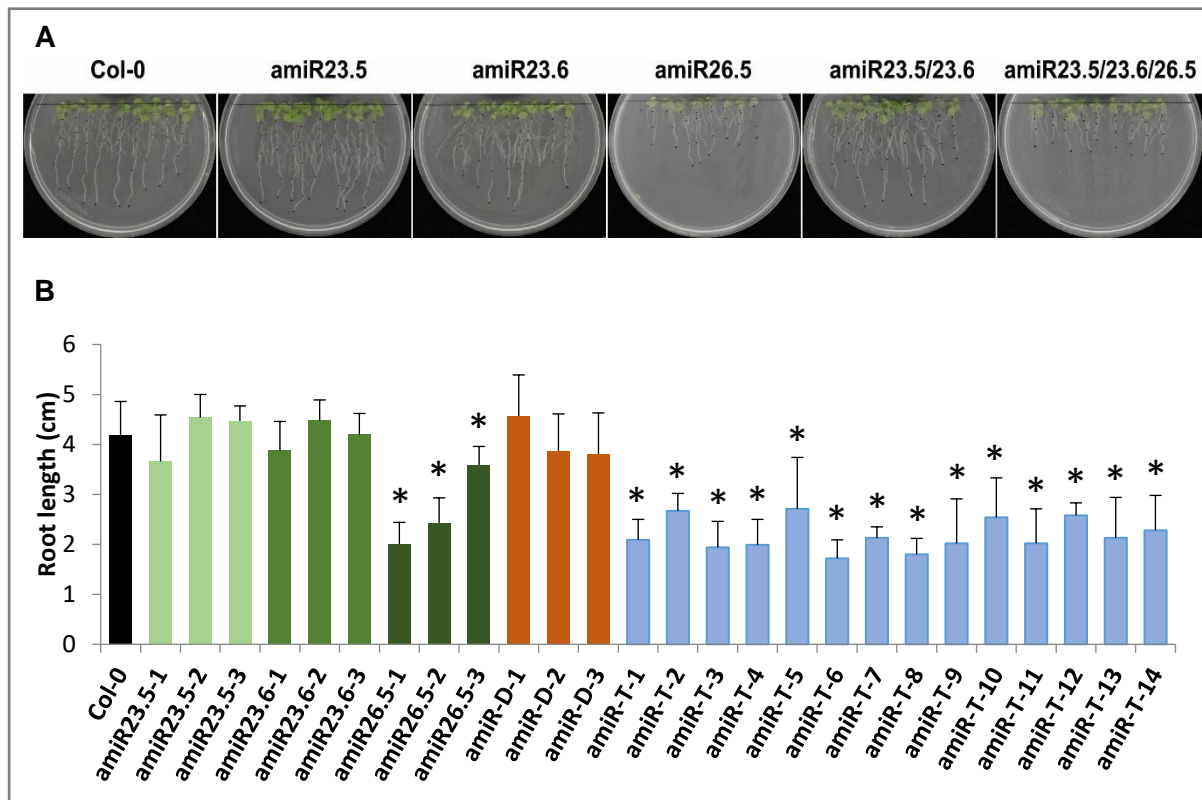 A
Col-0 amiR23.5 amiR23.6 amiR26.5 amiR23.5/23.6 amiR23.5/23.6/26.5
B
Root length (cm)
6
5
4
3
2
1
0
* * * * * * * * * * * * * * * * *
Col-0
amiR23.5-1
amiR23.5-2
amiR23.5-3
amiR23.6-1
amiR23.6-2
amiR23.6-3
amiR26.5-1
amiR26.5-2
amiR26.5-3
amiR-D-1
amiR-D-2
amiR-D-3
amiR-T-1
amiR-T-2
amiR-T-3
amiR-T-4
amiR-T-5
amiR-T-6
amiR-T-7
amiR-T-8
amiR-T-9
amiR-T-10
amiR-T-11
amiR-T-12
amiR-T-13
amiR-T-14